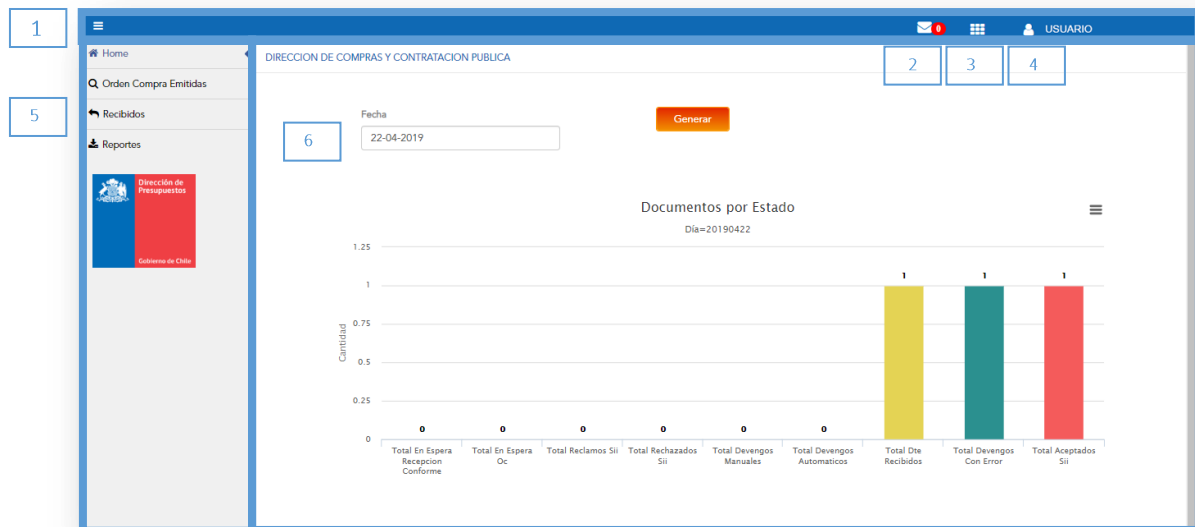 1
0
USUARIO
Home
DIRECCION DE COMPRAS Y CONTRATACION PUBLICA
2
3
4
Orden Compra Emitidas
5
Recibidos
Reportes
Dirección de
Presupuestos
Gobierno de Chile
6
Fecha
22-04-2019
Generar
Documentos por Estado
Día=20190422
Cantidad
1.25
1
0.75
0.5
0.25
0
0
0
0
0
0
0
1
1
1
Total En Espera
Recepcion
Conforme
Total En Espera
Oc
Total Reclamos Sii
Total Rechazados
Sii
Total Devengos
Manuales
Total Devengos
Automaticos
Total Dte
Recibidos
Total Devengos
Con Error
Total Aceptados
Sii